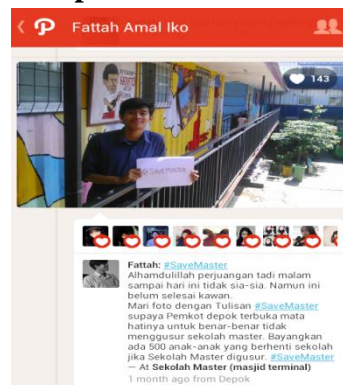 Fattah Amal Iko
143
#SAVEMASTER
Fattah: #SaveMaster
Alhamdulillah perjuangan tadi malam
sampai hari ini tidak sia-sia. Namun ini
belum selesai kawan.
Mari foto dengan Tulisan #SaveMaster
supaya Pemkot depok terbuka mata
hatinya untuk benar-benar tidak
menggusur sekolah master. Bayangkan
ada 500 anak-anak yang berhenti sekolah
jika Sekolah Master digusur. #SaveMaster
— At Sekolah Master (masjid terminal)
1 month ago from Depok